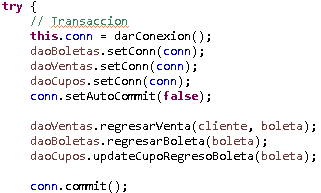 try {
// Transaccion
this.conn = darConexion();
daoBoletas.setConn(conn);
daoVentas.setConn(conn);
daoCupos.setConn(conn);
conn.setAutoCommit(false);
daoVentas.regresarVenta(cliente, boleta);
daoBoletas.regresarBoleta(boleta);
daoCupos.updateCupoRegresoBoleta(boleta);
conn.commit();